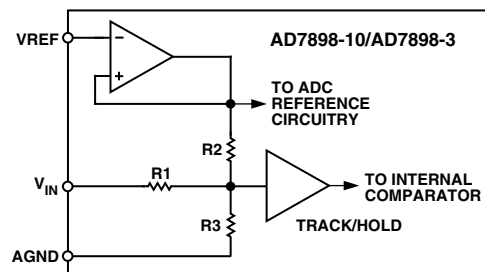 AD7898-10/AD7898-3
VREF
−
+
TO ADC
REFERENCE
CIRCUITRY
R2
R1
VIN
TO INTERNAL
COMPARATOR
R3
TRACK/HOLD
AGND